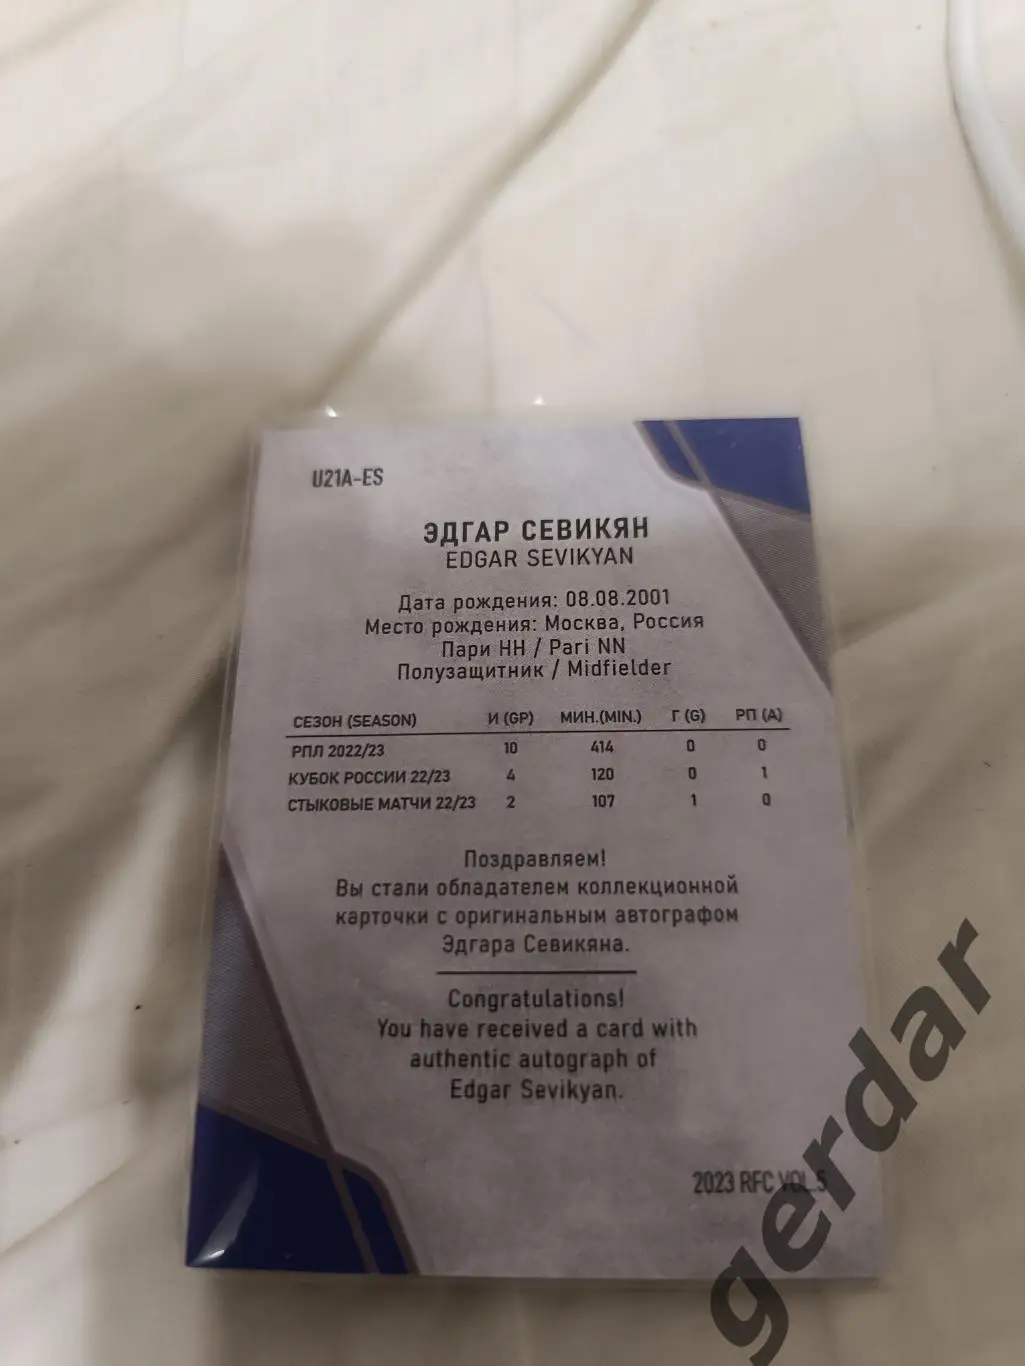 U21A-ES
ЭДГАР СЕВИКЯН
EDGAR SEVIKYAN
Дата рождения: 08.08.2001
Место рождения: Москва, Россия
Пари НН / Pari NN
Полузащитник / Midfielder
СЕЗОН (SEASON) И (GP) МИН.(MIN.) Г (G) РП (A)
РПЛ 2022/23 10 414 0 0
КУБОК РОССИИ 22/23 4 120 0 1
СТЫКОВЫЕ МАТЧИ 22/23 2 107 1 0
Поздравляем!
Вы стали обладателем коллекционной
карточки с оригинальным автографом
Эдгара Севикяна.
Congratulations!
You have received a card with
authentic autograph of
Edgar Sevikyan.
2023 RFC VOL.5
gerdar